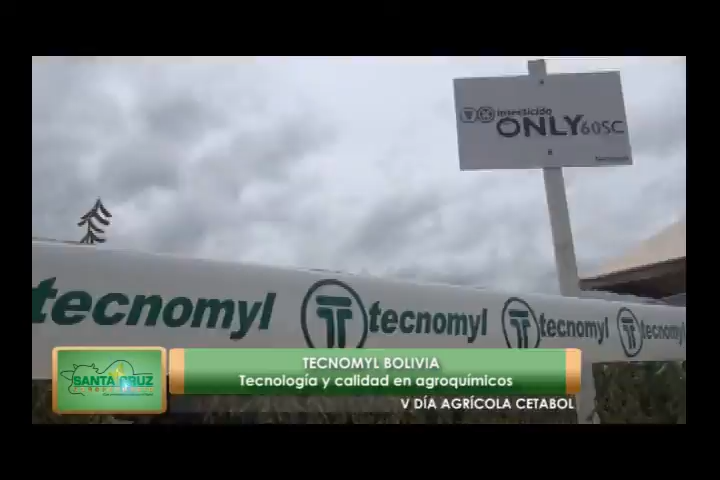 insecticida
ONLY 60SC
tecnomyl
tecnomyl
tecnomyl
tecnomyl
SANTA CRUZ
TECNOMYL BOLIVIA
Tecnología y calidad en agroquímicos
V DÍA AGRÍCOLA CETABOL